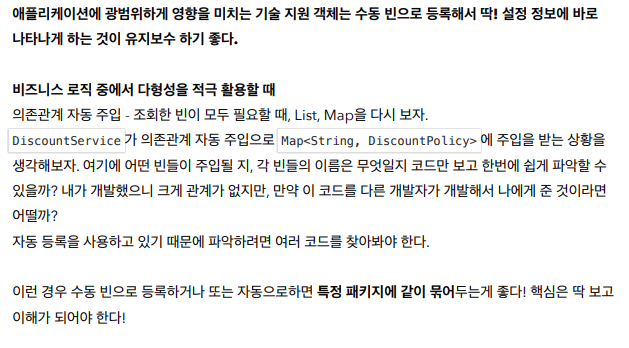 애플리케이션에 광범위하게 영향을 미치는 기술 지원 객체는 수동 빈으로 등록해서 딱! 설정 정보에 바로
나타나게 하는 것이 유지보수 하기 좋다.
비즈니스 로직 중에서 다형성을 적극 활용할 때
의존관계 자동 주입 - 조회한 빈이 모두 필요할 때, List, Map을 다시 보자.
DiscountService가 의존관계 자동 주입으로 Map<String, DiscountPolicy>에 주입을 받는 상황을
생각해보자. 여기에 어떤 빈들이 주입될 지, 각 빈들의 이름은 무엇일지 코드만 보고 한번에 쉽게 파악할 수
있을까? 내가 개발했으니 크게 관계가 없지만, 만약 이 코드를 다른 개발자가 개발해서 나에게 준 것이라면
어떨까?
자동 등록을 사용하고 있기 때문에 파악하려면 여러 코드를 찾아봐야 한다.
이런 경우 수동 빈으로 등록하거나 또는 자동으로하면 특정 패키지에 같이 묶어두는게 좋다! 핵심은 딱 보고
이해가 되어야 한다!